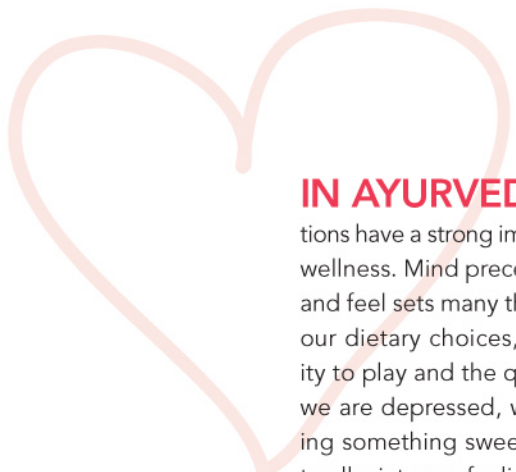 IN AYURVED
tions have a strong im
wellness. Mind prece
and feel sets many th
our dietary choices,
ity to play and the q
we are depressed, w
ing something swee